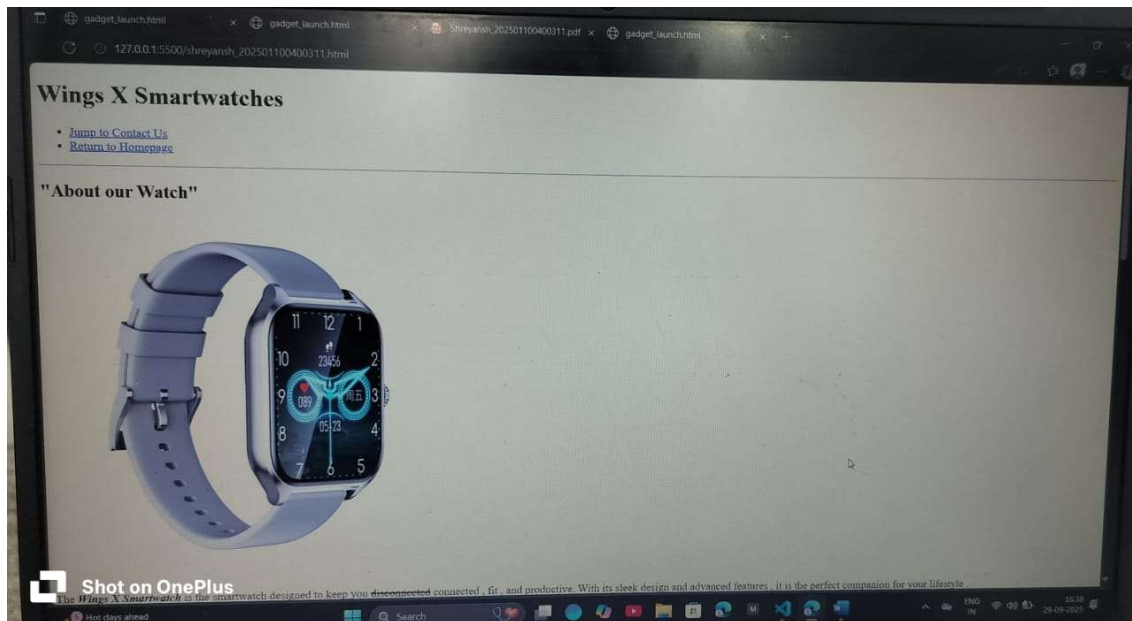 gadget_launch.html
gadget_launch.html
Shreyansh_202501100400311.pdf
gadget_launch.html
127.0.0.1:5500/shreyansh_202501100400311.html
Wings X Smartwatches
Jump to Contact Us
Return to Homepage
"About our Watch"
11 12 1
10 23456 2
9 089 周五 3
8 05-23 4
7 6 5
Shot on OnePlus
The Wings X Smartwatch is the smartwatch designed to keep you disconnected connected , fit , and productive. With its sleek design and advanced features , it is the perfect companion for your lifestyle .
Hot days ahead
Search
ENG
IN
16:38
29-09-2025